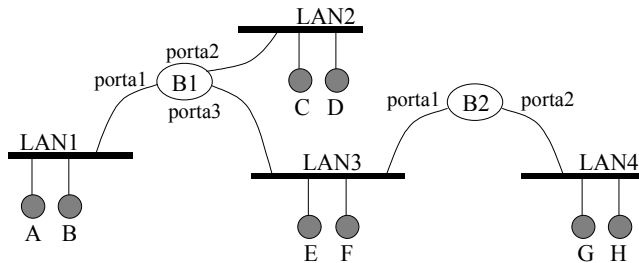 LAN2
porta2
porta1 B1
porta3
porta1 B2 porta2
C D
LAN1
LAN3
LAN4
A B
E F
G H